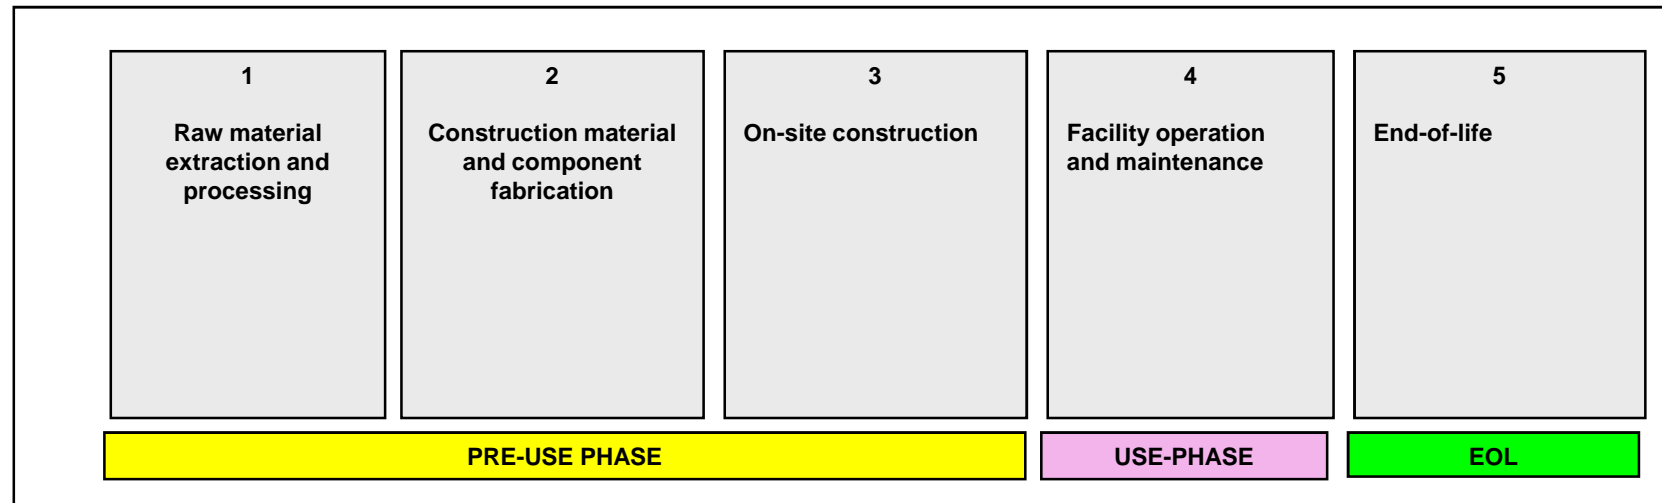 1
Raw material
extraction and
processing
2
Construction material
and component
fabrication
3
On-site construction
4
Facility operation
and maintenance
5
End-of-life
PRE-USE PHASE
USE-PHASE
EOL